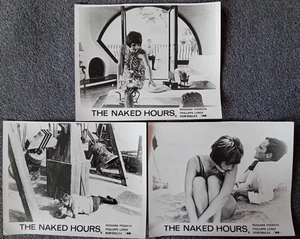 THE NAKED HOURS,
ROSSANA PODESTA
PHILIPPE LEROY
KEIR DULLEA
THE NAKED HOURS,
ROSSANA PODESTA
PHILIPPE LEROY
KEIR DULLEA
THE NAKED HOURS,
ROSSANA PODESTA
PHILIPPE LEROY
KEIR DULLEA